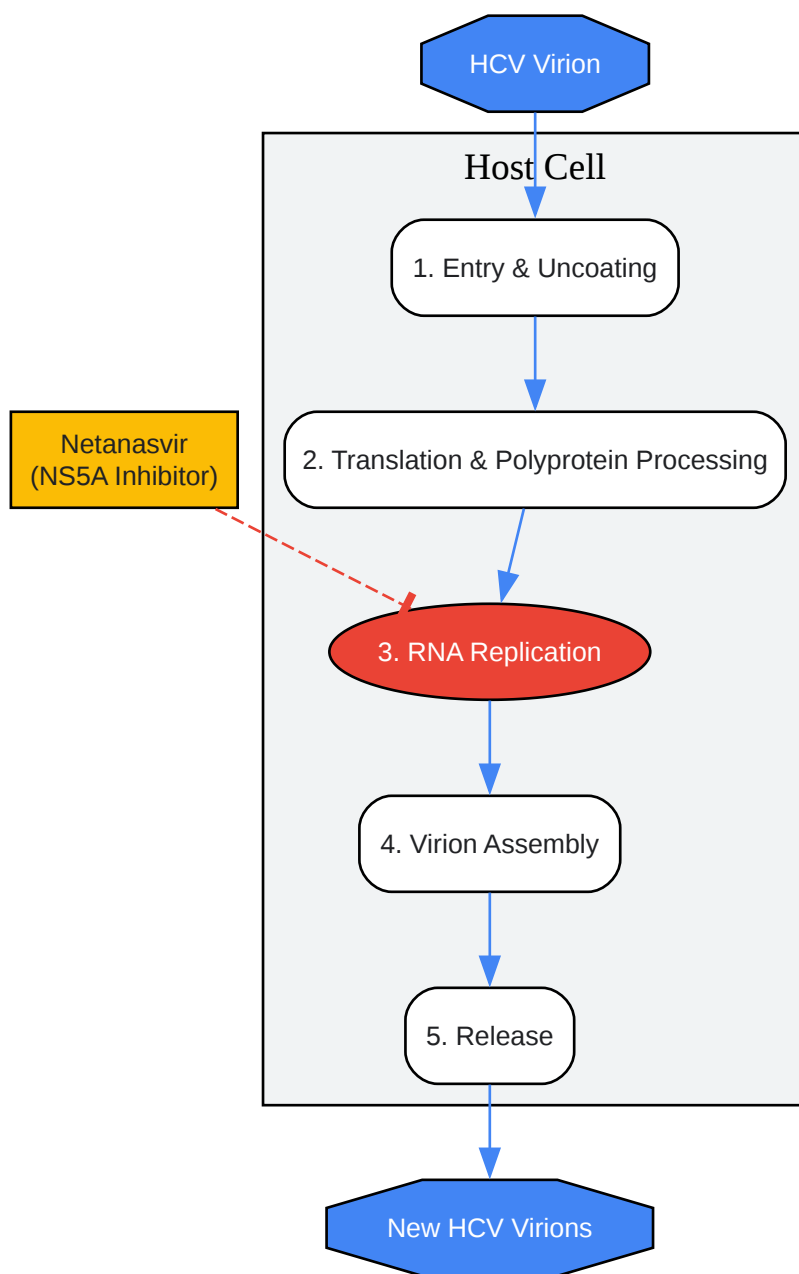 HCV Virion
Host Cell
1. Entry & Uncoating
Netanasvir
(NS5A Inhibitor)
2. Translation & Polyprotein Processing
3. RNA Replication
4. Virion Assembly
5. Release
New HCV Virions